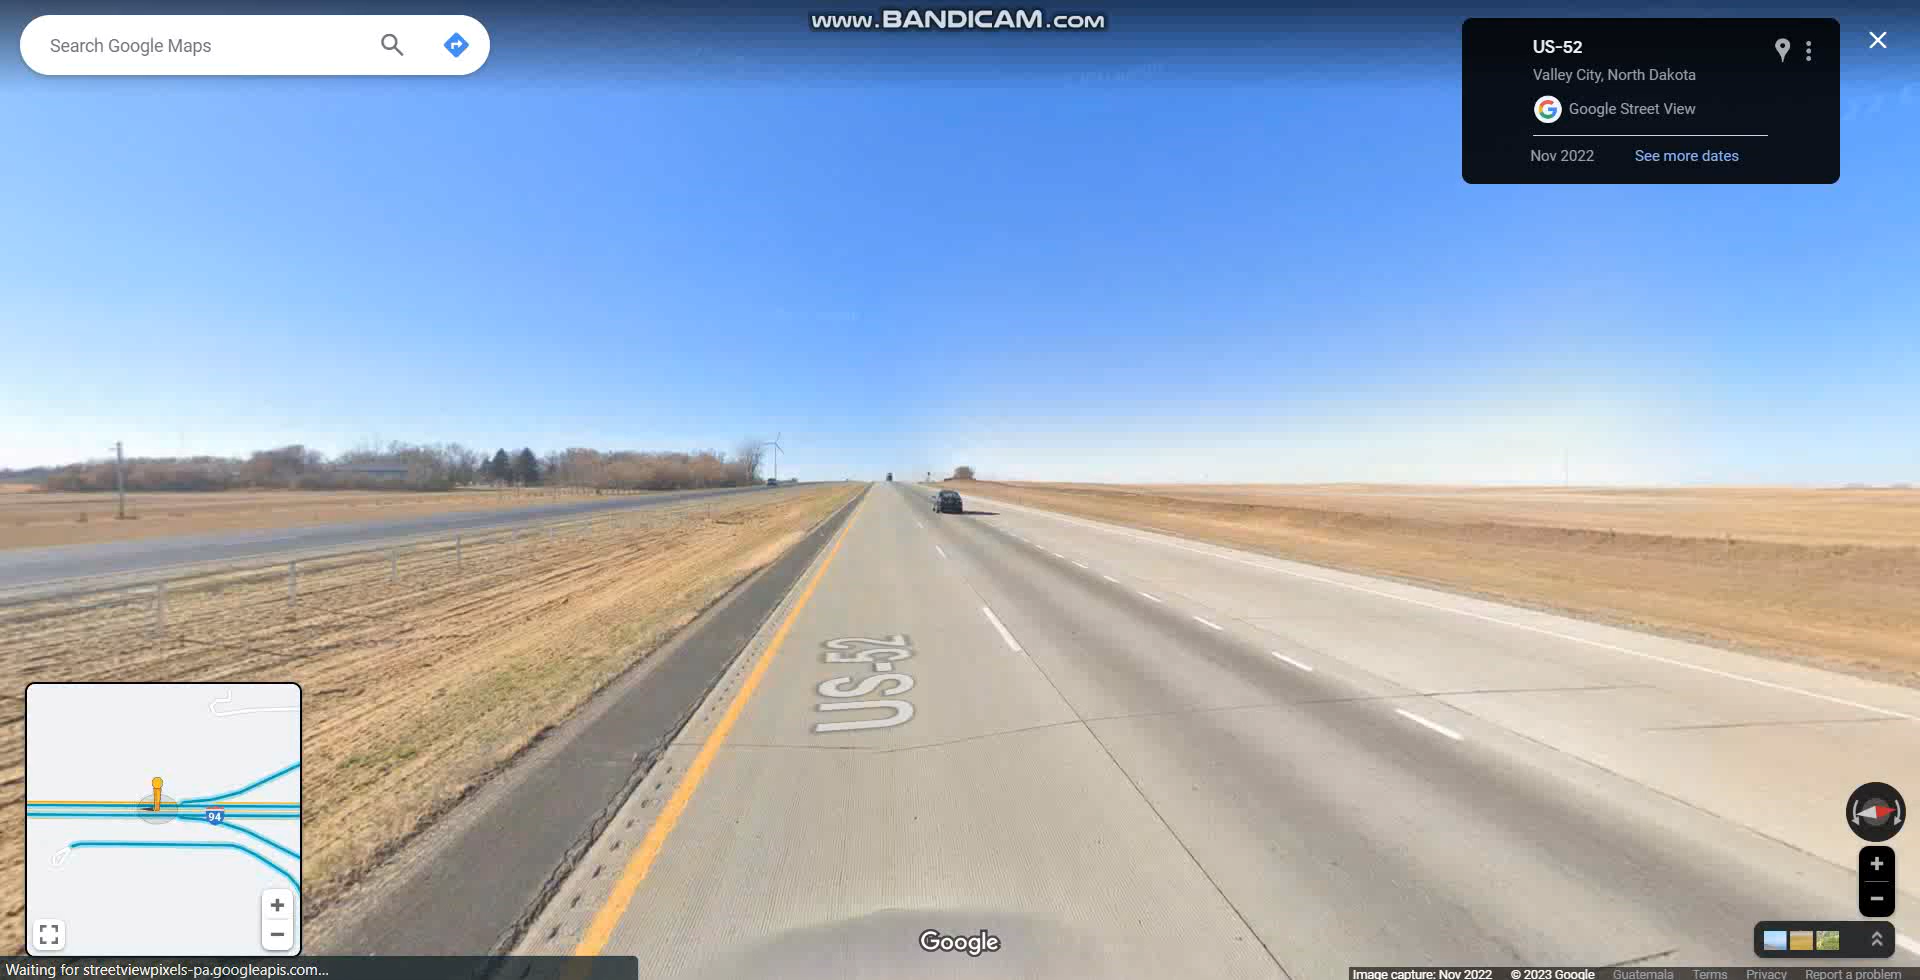 www.BANDICAM.com
Search Google Maps
US-52
Valley City, North Dakota
Google Street View
Nov 2022 See more dates
US-52
94
Google
Waiting for streetviewpixels-pa.googleapis.com...
Image capture: Nov 2022 © 2023 Google Guatemala Terms Privacy Report a problem